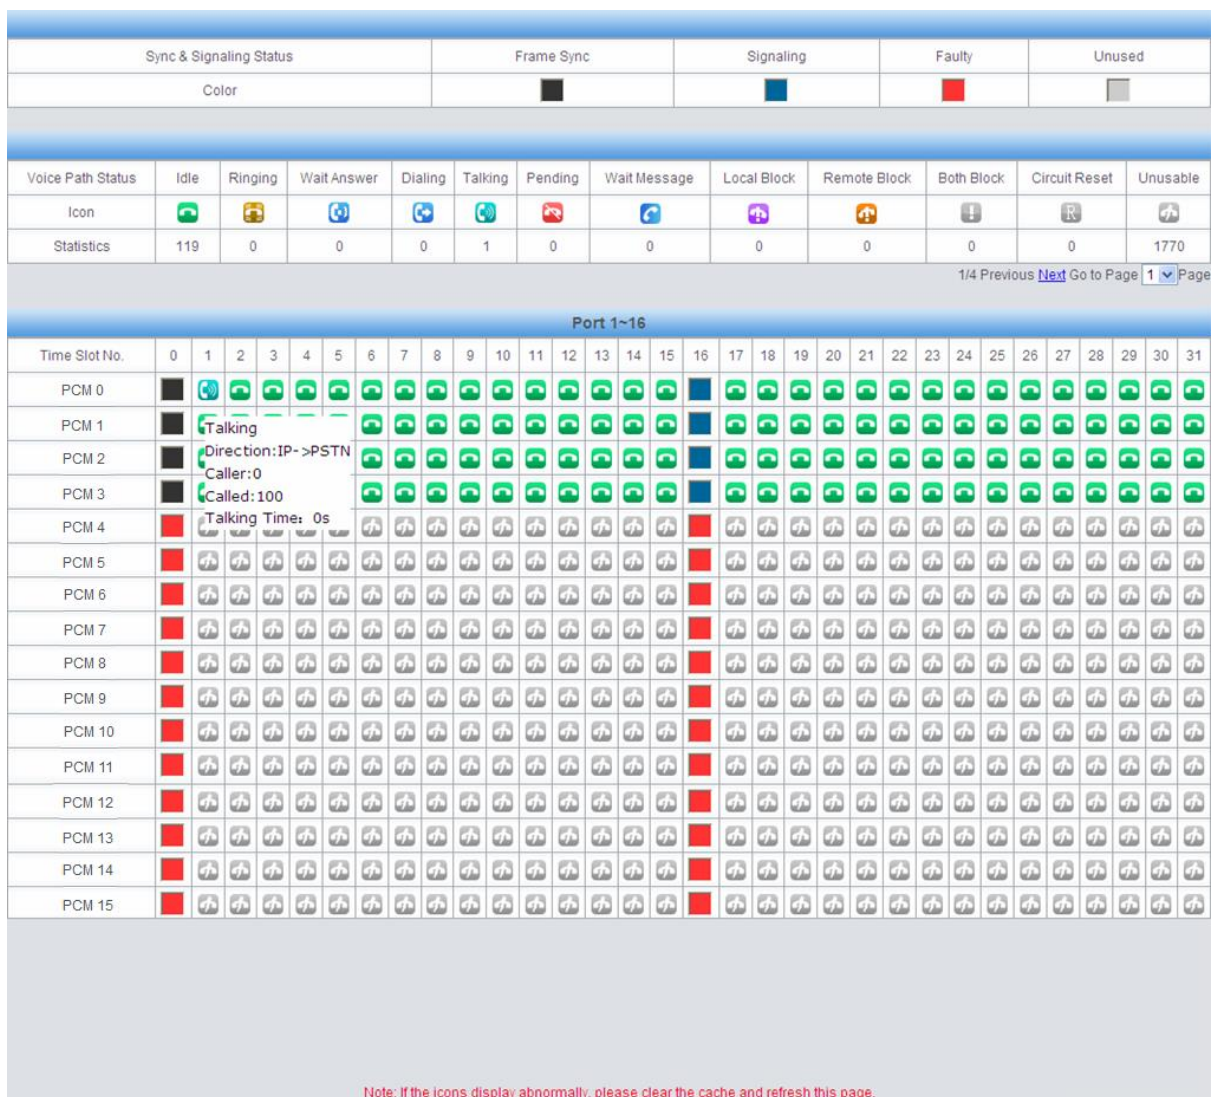 Sync & Signaling Status Frame Sync Signaling Faulty Unused
Color
Voice Path Status Idle Ringing Wait Answer Dialing Talking Pending Wait Message Local Block Remote Block Both Block Circuit Reset Unusable
Icon
Statistics 119 0 0 0 1 0 0 0 0 0 0 1770
1/4 Previous Next Go to Page 1 Page
Port 1~16
Time Slot No. 0 1 2 3 4 5 6 7 8 9 10 11 12 13 14 15 16 17 18 19 20 21 22 23 24 25 26 27 28 29 30 31
PCM 0
PCM 1
Talking
Direction:IP->PSTN
PCM 2
Caller:0
PCM 3
Called:100
Talking Time: 0s
PCM 4
PCM 5
PCM 6
PCM 7
PCM 8
PCM 9
PCM 10
PCM 11
PCM 12
PCM 13
PCM 14
PCM 15
Note: If the icons display abnormally, please clear the cache and refresh this page.